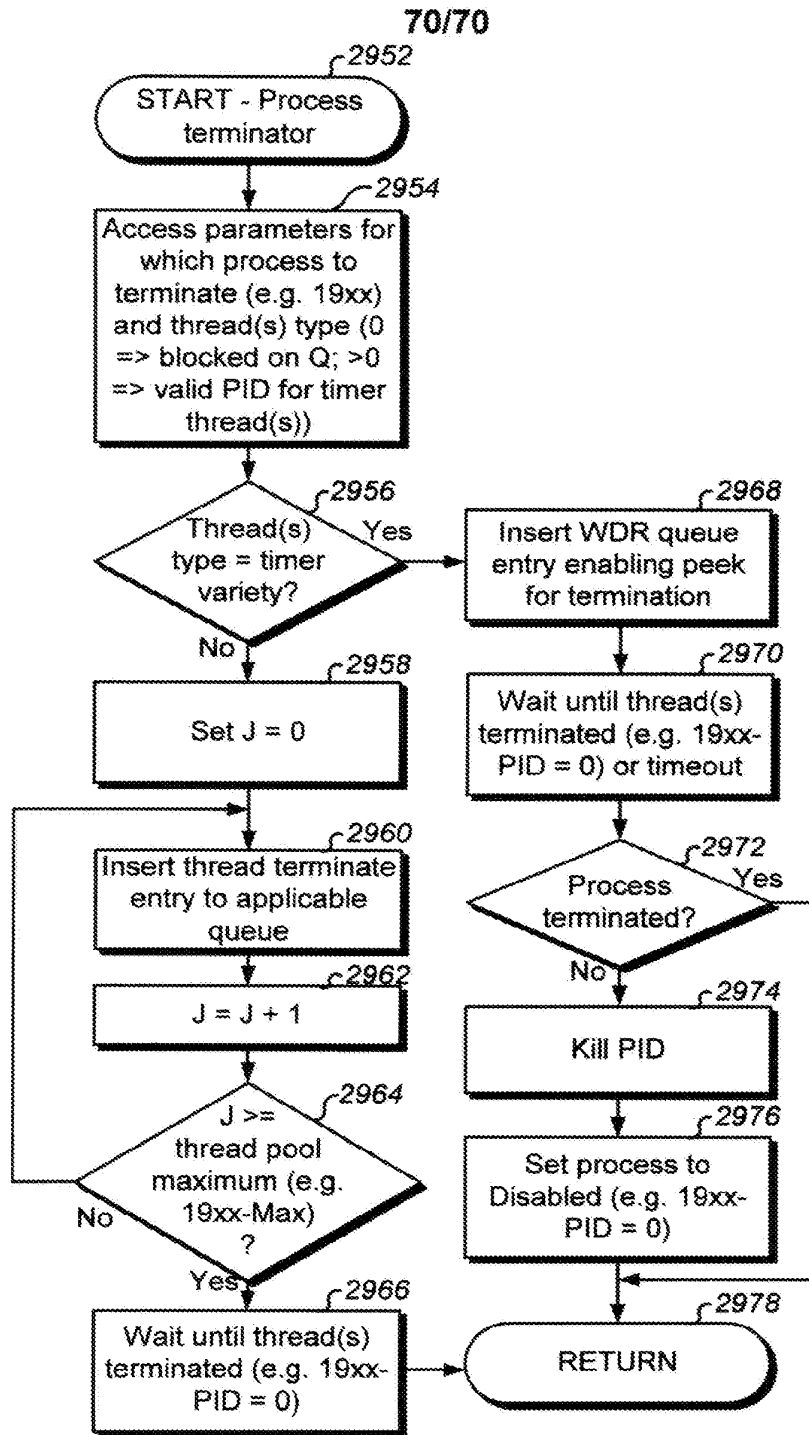 70/70
2952
START - Process
terminator
2954
Access parameters for
which process to
terminate (e.g. 19xx)
and thread(s) type (0
=> blocked on Q; >0
=> valid PID for timer
thread(s))
2956
Thread(s)
type = timer
variety?
Yes
No
2958
Set J = 0
2960
Insert thread terminate
entry to applicable
queue
2962
J = J + 1
2964
J >=
thread pool
maximum (e.g.
19xx-Max)
?
No
Yes
2966
Wait until thread(s)
terminated (e.g. 19xx-
PID = 0)
2968
Insert WDR queue
entry enabling peek
for termination
2970
Wait until thread(s)
terminated (e.g. 19xx-
PID = 0) or timeout
2972
Process
terminated?
Yes
No
2974
Kill PID
2976
Set process to
Disabled (e.g. 19xx-
PID = 0)
2978
RETURN